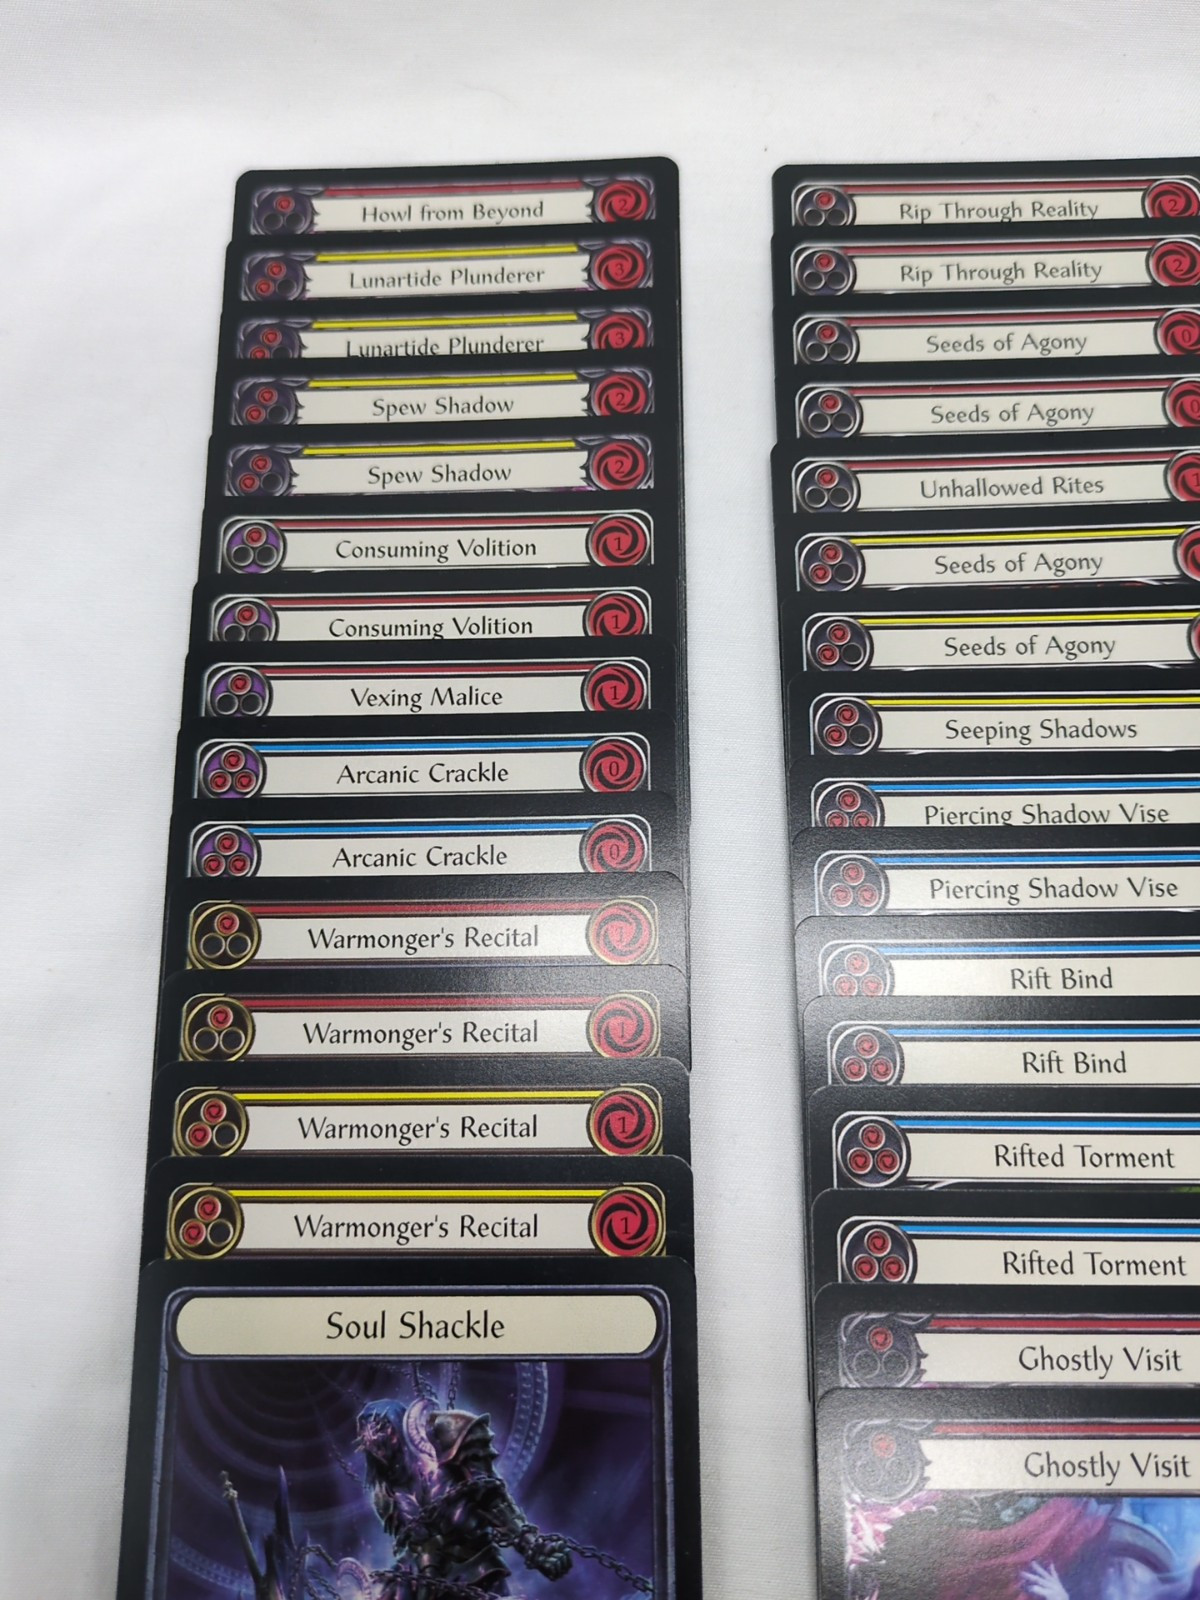 Howl from Beyond 2
Lunartide Plunderer 3
Lunartide Plunderer 3
Spew Shadow 2
Spew Shadow 2
Consuming Volition 1
Consuming Volition 1
Vexing Malice 1
Arcanic Crackle 0
Arcanic Crackle 0
Warmonger's Recital 1
Warmonger's Recital 1
Warmonger's Recital 1
Warmonger's Recital 1
Soul Shackle
Rip Through Reality 2
Rip Through Reality 2
Seeds of Agony 0
Seeds of Agony 0
Unhallowed Rites 1
Seeds of Agony
Seeds of Agony
Seeping Shadows
Piercing Shadow Vise
Piercing Shadow Vise
Rift Bind
Rift Bind
Rifted Torment
Rifted Torment
Ghostly Visit
Ghostly Visit